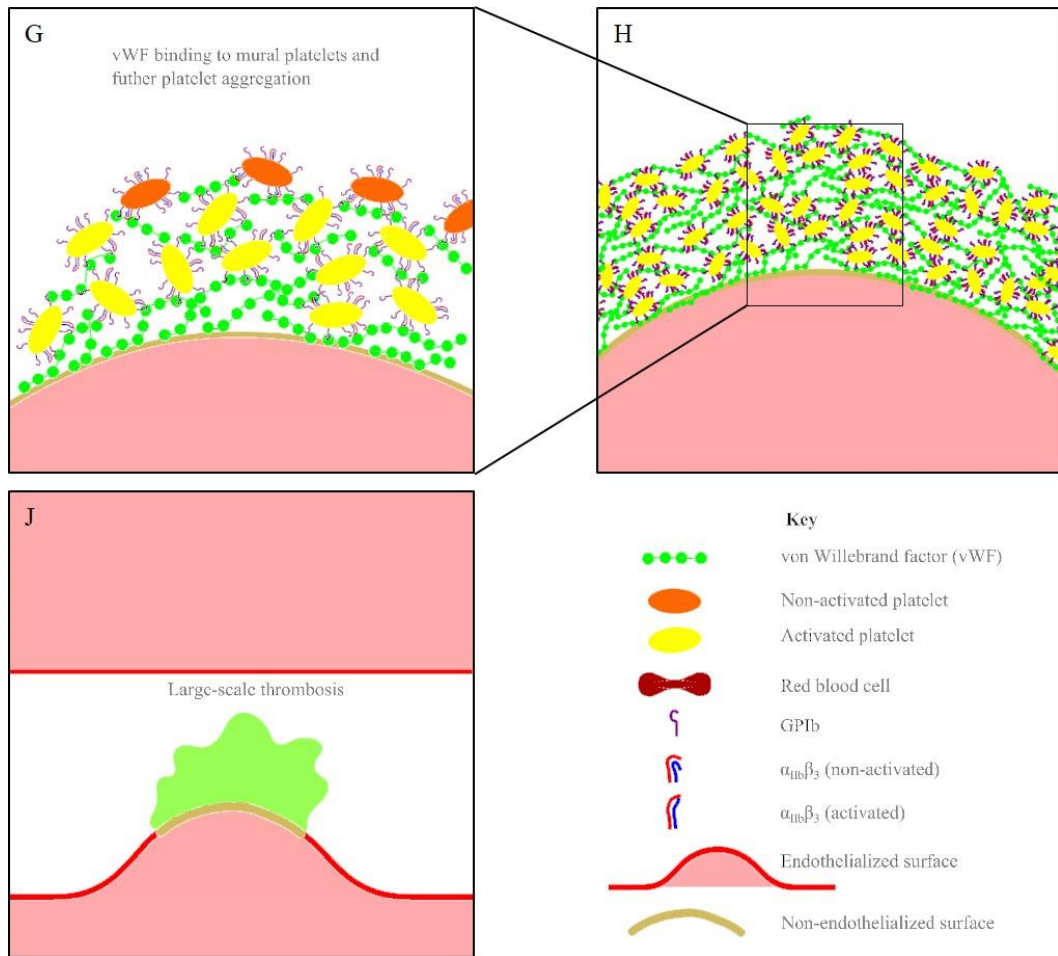 G
vWF binding to mural platelets and
futher platelet aggregation
H
J
Large-scale thrombosis
Key
von Willebrand factor (vWF)
Non-activated platelet
Activated platelet
Red blood cell
GPIb
αIIbβ3 (non-activated)
αIIbβ3 (activated)
Endothelialized surface
Non-endothelialized surface